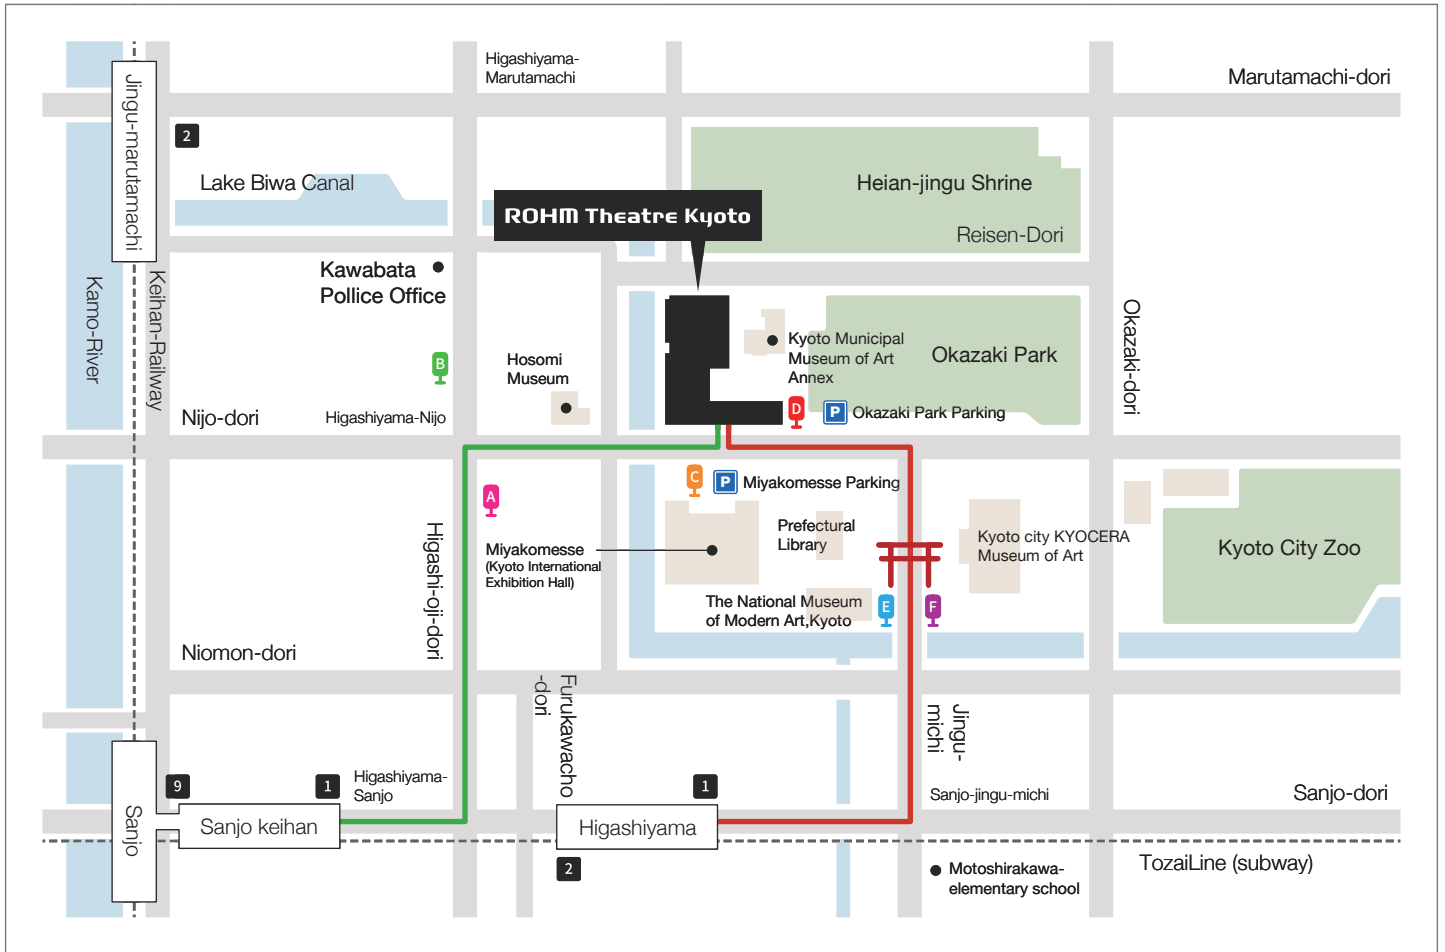 Higashiyama-
Marutamachi
Marutamachi-dori
Jingu-marutamachi
2
Lake Biwa Canal
Heian-jingu Shrine
ROHM Theatre Kyoto
Reisen-Dori
Kawabata
Pollice Office
Kamo-River
Keihan-Railway
Okazaki-dori
Kyoto Municipal
Museum of Art
Annex
Okazaki Park
B
Hosomi
Museum
Nijo-dori
Higashiyama-Nijo
D
P
Okazaki Park Parking
C
P
Miyakomesse Parking
A
Higashi-oji-dori
Miyakomesse
(Kyoto International
Exhibition Hall)
Prefectural
Library
Kyoto city KYOCERA
Museum of Art
Kyoto City Zoo
The National Museum
of Modern Art,Kyoto
E
F
Niomon-dori
Furukawacho
-dori
Jingu-
michi
9
1
Higashiyama-
Sanjo
1
Sanjo-jingu-michi
Sanjo-dori
Sanjo
Sanjo keihan
Higashiyama
2
TozaiLine (subway)
Motoshirakawa-
elementary school